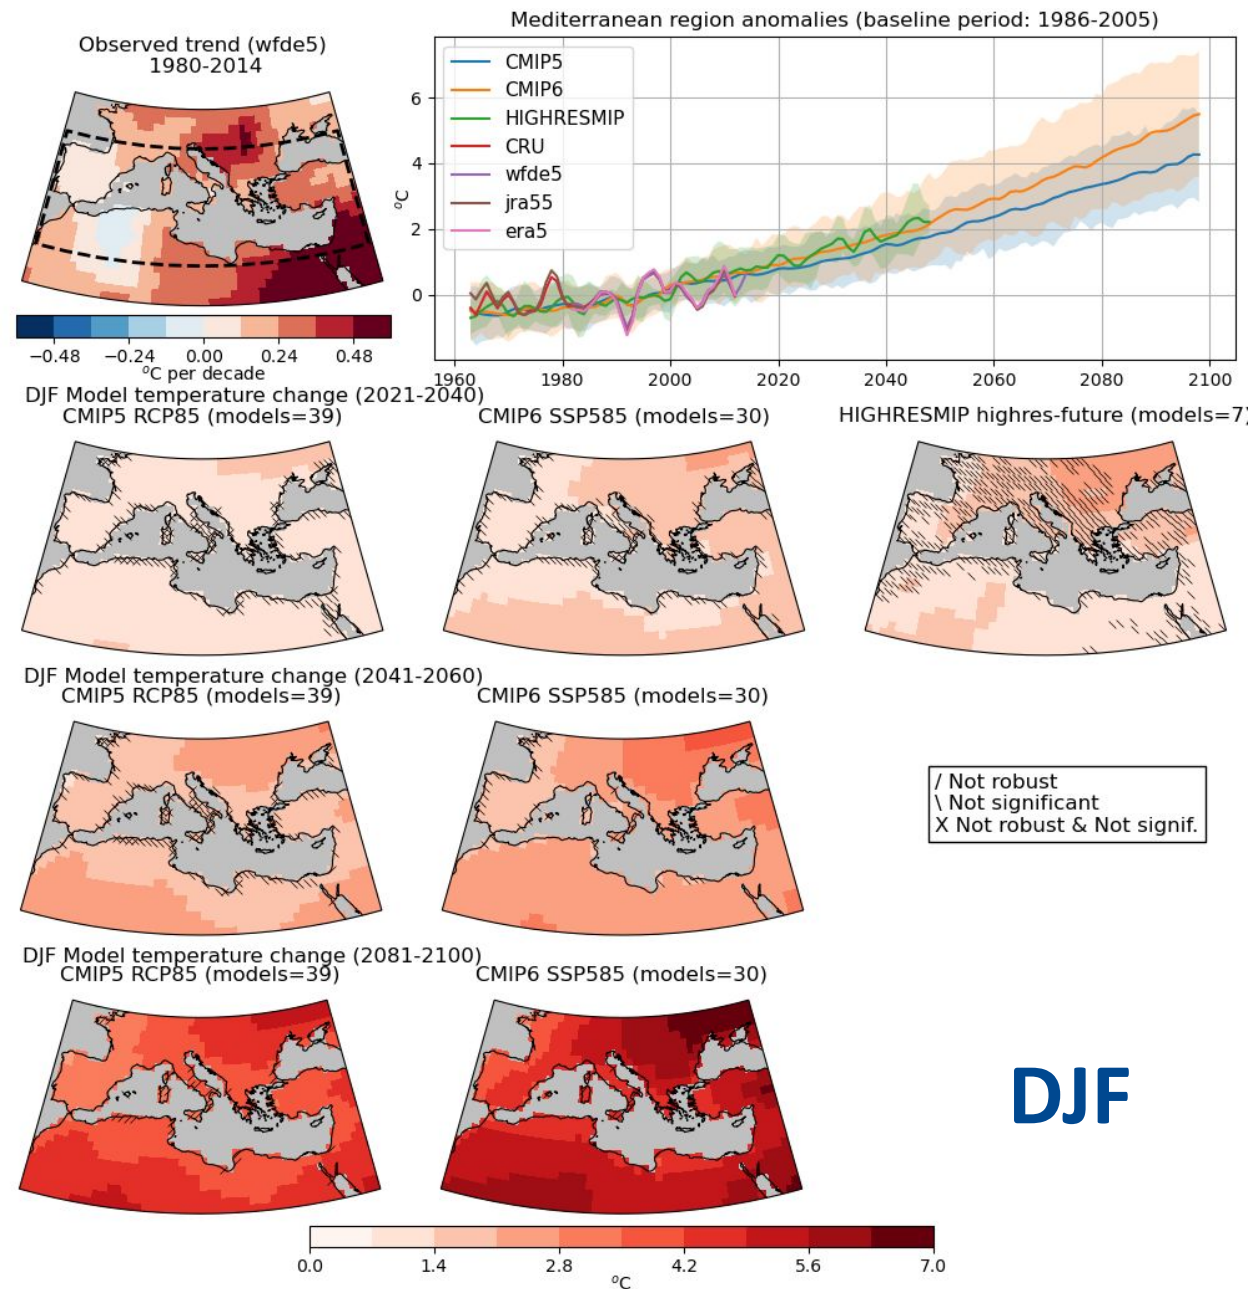 Mediterranean region anomalies (baseline period: 1986-2005)
Observed trend (wfde5)
1980-2014
−0.48 −0.24 0.00 0.24 0.48
°C per decade
CMIP5
CMIP6
HIGHRESMIP
CRU
wfde5
jra55
era5
°C
6
4
2
0
1960 1980 2000 2020 2040 2060 2080 2100
DJF Model temperature change (2021-2040)
CMIP5 RCP85 (models=39)
CMIP6 SSP585 (models=30)
HIGHRESMIP highres-future (models=7)
DJF Model temperature change (2041-2060)
CMIP5 RCP85 (models=39)
CMIP6 SSP585 (models=30)
/ Not robust
\ Not significant
X Not robust & Not signif.
DJF Model temperature change (2081-2100)
CMIP5 RCP85 (models=39)
CMIP6 SSP585 (models=30)
DJF
0.0 1.4 2.8 4.2 5.6 7.0
°C